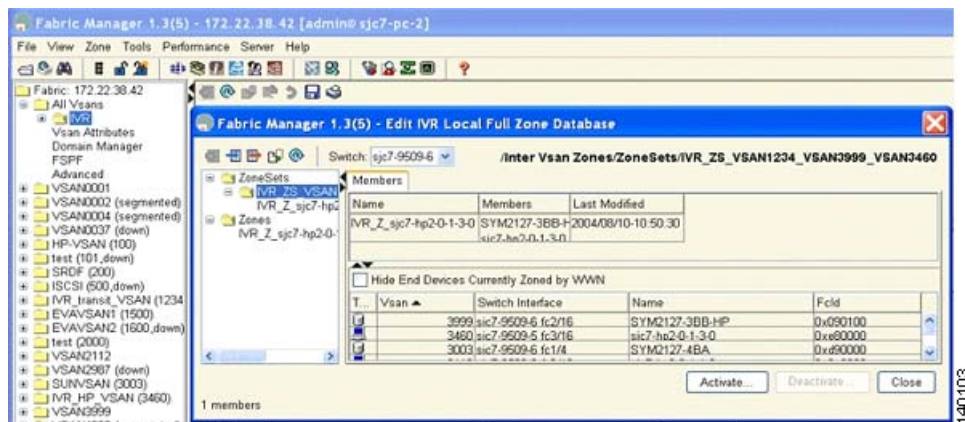 Fabric Manager 1.3(5) - 172.22.38.42 [admin@sjc7-pc-2]
File View Zone Tools Performance Server Help
Fabric: 172.22.38.42
All Vsans
IVR
Vsan Attributes
Domain Manager
FSPF
Advanced
VSAN0001
VSAN0002 (segmented)
VSAN0004 (segmented)
VSAN0037 (down)
HP-VSAN (100)
test (101,down)
SRDF (200)
ISCSI (500,down)
IVR_transit_VSAN (1234
EVAVSAN1 (1500)
EVAVSAN2 (1600,down)
test (2000)
VSAN2112
VSAN2987 (down)
SUNVSAN (3003)
IVR_HP_VSAN (3460)
VSAN3999
Fabric Manager 1.3(5) - Edit IVR Local Full Zone Database
Switch: sjc7-9509-6
/Inter Vsan Zones/ZoneSets/IVR_ZS_VSAN1234_VSAN3999_VSAN3460
ZoneSets
IVR_ZS_VSAN
IVR_Z_sjc7-hp2
Zones
IVR_Z_sjc7-hp2-0-
Members
Name Members Last Modified
IVR_Z_sjc7-hp2-0-1-3-0 SYM2127-3BB-H 2004/08/10-10:50:30
sjc7-hp2-0-1-3-0
Hide End Devices Currently Zoned by WWN
T... Vsan Switch Interface Name FcId
3999 sjc7-9509-6 fc2/16 SYM2127-3BB-HP 0x090100
3460 sjc7-9509-5 fc3/16 sjc7-hp2-0-1-3-0 0xe80000
3003 sjc7-9509-6 fc1/4 SYM2127-4BA 0xd90000
Activate... Deactivate... Close
1 members
140103